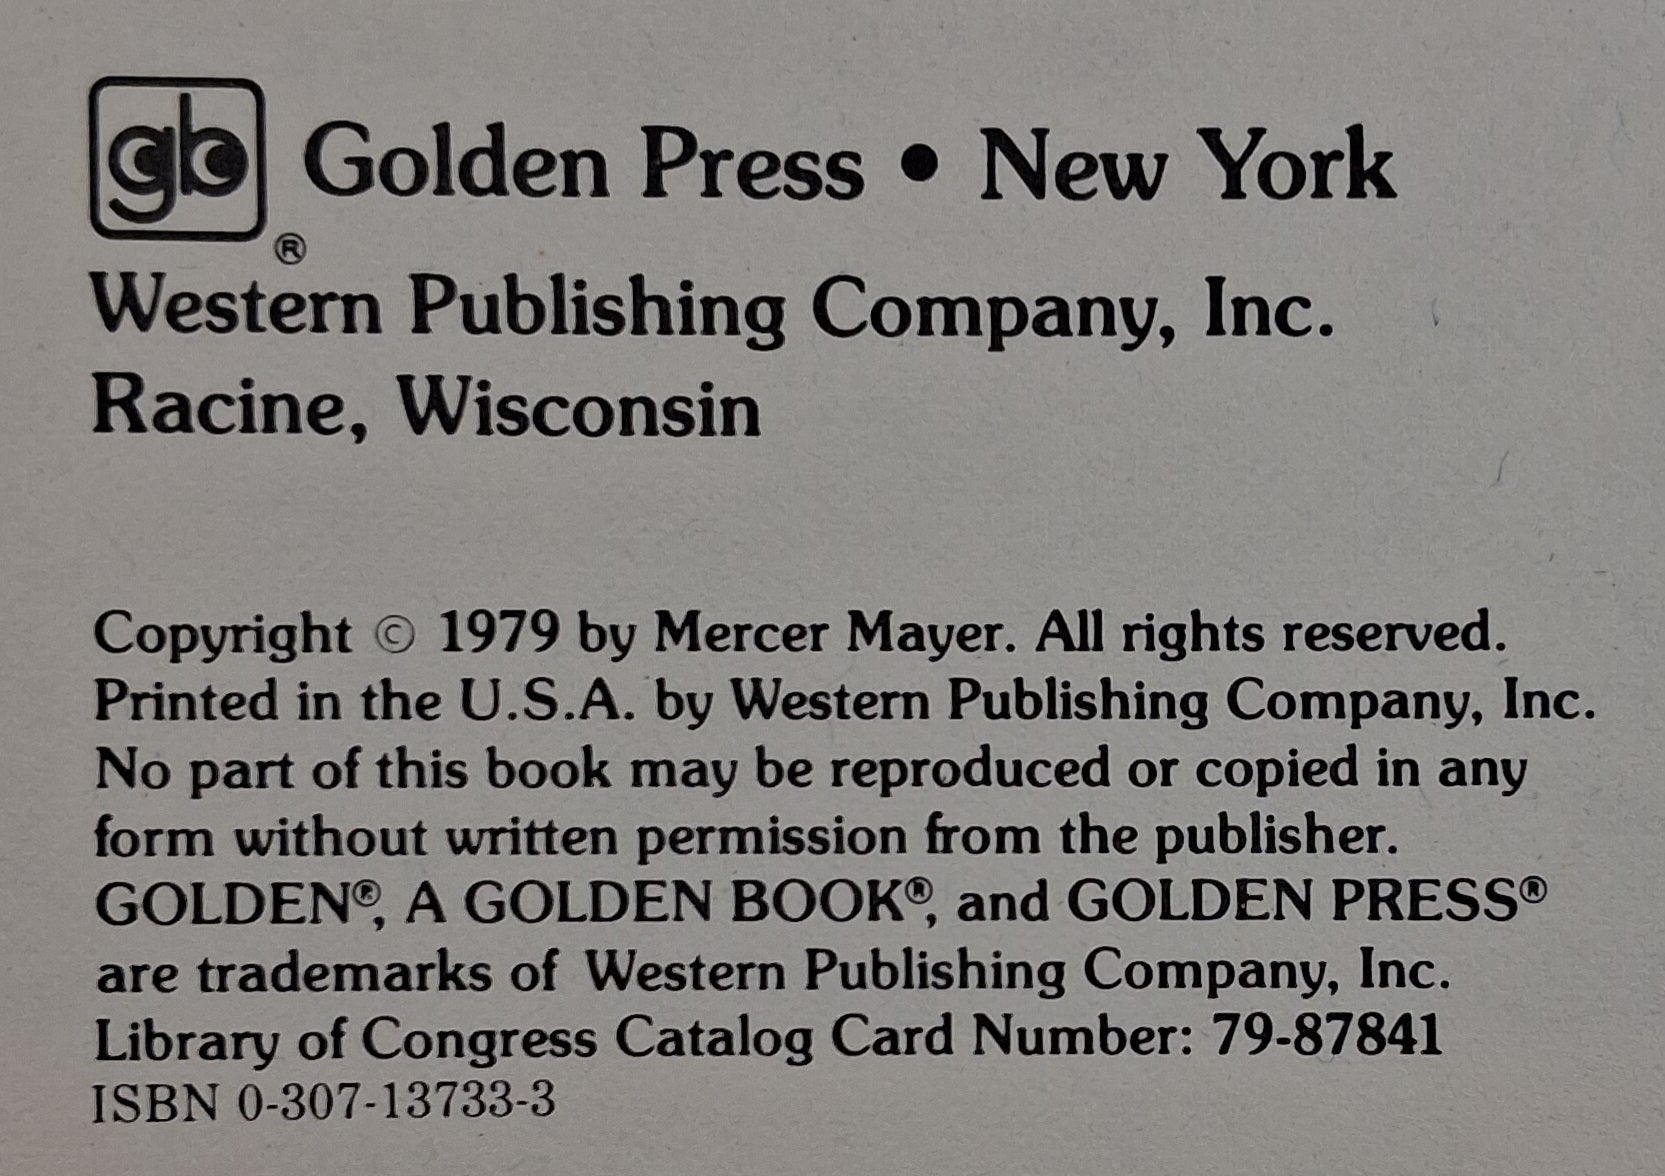 gb Golden Press • New York
®
Western Publishing Company, Inc.
Racine, Wisconsin
Copyright © 1979 by Mercer Mayer. All rights reserved.
Printed in the U.S.A. by Western Publishing Company, Inc.
No part of this book may be reproduced or copied in any
form without written permission from the publisher.
GOLDEN®, A GOLDEN BOOK®, and GOLDEN PRESS®
are trademarks of Western Publishing Company, Inc.
Library of Congress Catalog Card Number: 79-87841
ISBN 0-307-13733-3